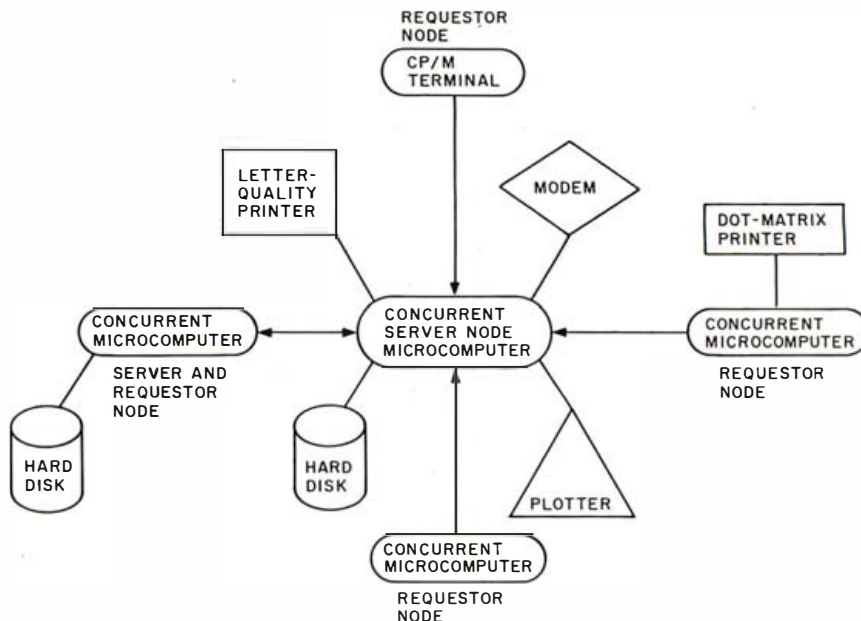 REQUESTOR
NODE
CP/M
TERMINAL
LETTER-
QUALITY
PRINTER
MODEM
DOT-MATRIX
PRINTER
CONCURRENT
MICROCOMPUTER
SERVER AND
REQUESTOR
NODE
HARD
DISK
CONCURRENT
SERVER NODE
MICROCOMPUTER
HARD
DISK
PLOTTER
CONCURRENT
MICROCOMPUTER
REQUESTOR
NODE
CONCURRENT
MICROCOMPUTER
REQUESTOR
NODE